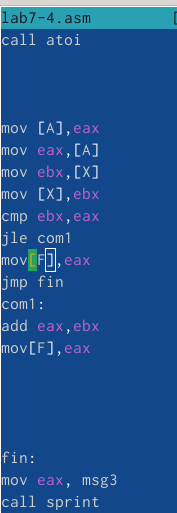 lab7-4.asm [
call atoi
mov [A],eax
mov eax,[A]
mov ebx,[X]
mov [X],ebx
cmp ebx,eax
jle com1
mov[F],eax
jmp fin
com1:
add eax,ebx
mov[F],eax
fin:
mov eax, msg3
call sprint